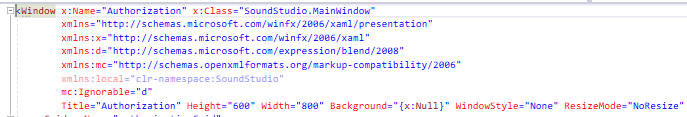 <Window x:Name="Authorization" x:Class="SoundStudio.MainWindow"
xmlns="http://schemas.microsoft.com/winfx/2006/xaml/presentation"
xmlns:x="http://schemas.microsoft.com/winfx/2006/xaml"
xmlns:d="http://schemas.microsoft.com/expression/blend/2008"
xmlns:mc="http://schemas.openxmlformats.org/markup-compatibility/2006"
xmlns:local="clr-namespace:SoundStudio"
mc:Ignorable="d"
Title="Authorization" Height="600" Width="800" Background="{x:Null}" WindowStyle="None" ResizeMode="NoResize"